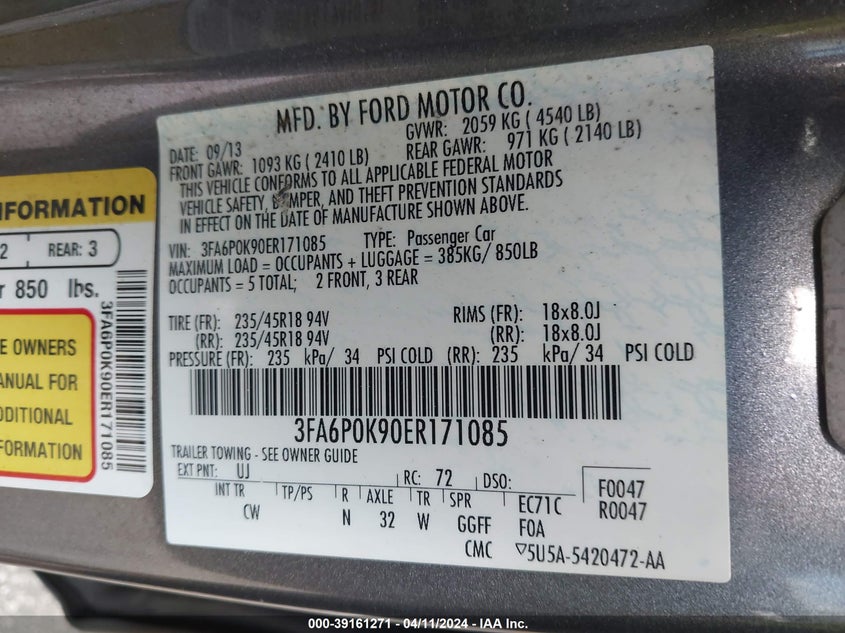 MFD. BY FORD MOTOR CO.
DATE: 09/13 GVWR: 2059 KG ( 4540 LB)
FRONT GAWR: 1093 KG ( 2410 LB) REAR GAWR: 971 KG ( 2140 LB)
THIS VEHICLE CONFORMS TO ALL APPLICABLE FEDERAL MOTOR
VEHICLE SAFETY, BUMPER, AND THEFT PREVENTION STANDARDS
IN EFFECT ON THE DATE OF MANUFACTURE SHOWN ABOVE.
VIN: 3FA6P0K90ER171085 TYPE: Passenger Car
MAXIMUM LOAD = OCCUPANTS + LUGGAGE = 385KG/ 850LB
OCCUPANTS = 5 TOTAL; 2 FRONT, 3 REAR
TIRE (FR): 235/45R18 94V RIMS (FR): 18x8.0J
(RR): 235/45R18 94V (RR): 18x8.0J
PRESSURE (FR): 235 kPa/ 34 PSI COLD (RR): 235 kPa/ 34 PSI COLD
3FA6P0K90ER171085
TRAILER TOWING - SEE OWNER GUIDE
EXT PNT: UJ RC: 72 DSO:
INT TR TP/PS R AXLE TR SPR EC71C F0047
CW N 32 W GGFF F0A R0047
CMC 5U5A-5420472-AA
INFORMATION
2 REAR: 3
r 850 lbs.
E OWNERS
ANUAL FOR
DDITIONAL
FORMATION
3FA6P0K90ER171085
000-39161271 - 04/11/2024 - IAA Inc.